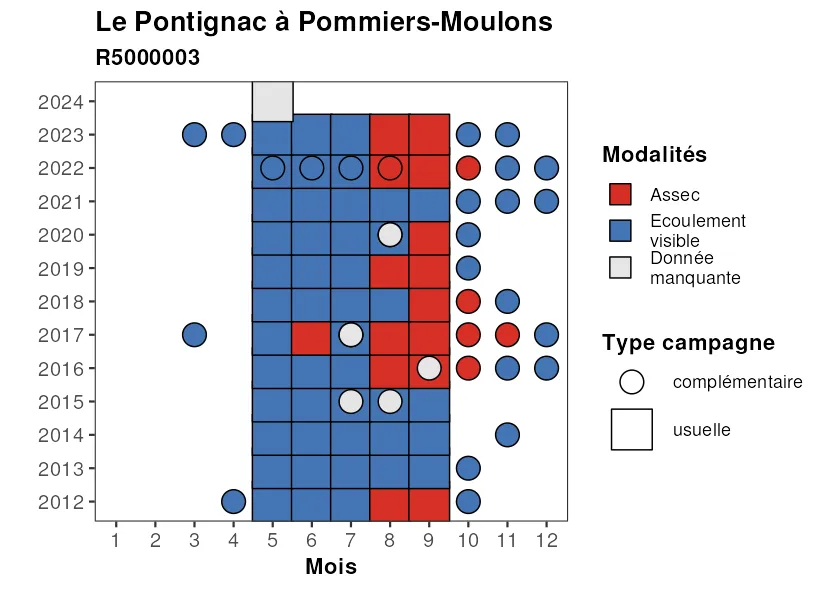 Le Pontignac à Pommiers-Moulons
R5000003
2024
2023
2022
2021
2020
2019
2018
2017
2016
2015
2014
2013
2012
1 2 3 4 5 6 7 8 9 10 11 12
Mois
Modalités
Assec
Ecoulement
visible
Donnée
manquante
Type campagne
complémentaire
usuelle